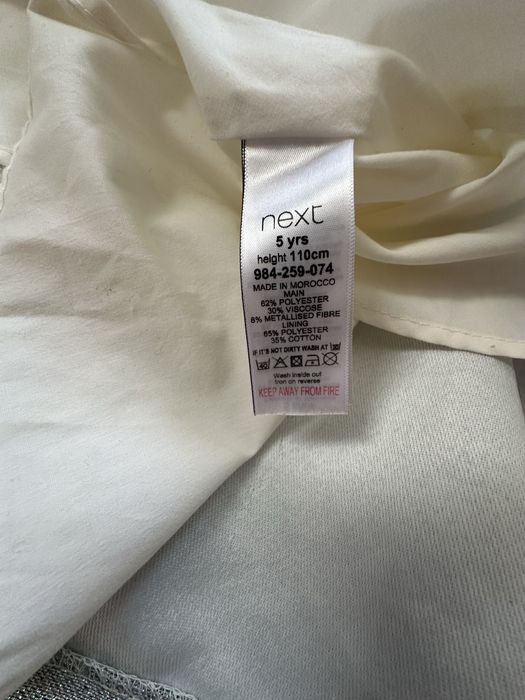 next
5 yrs
height 110cm
984-259-074
MADE IN MOROCCO
MAIN
62% POLYESTER
30% VISCOSE
8% METALLISED FIBRE
LINING
65% POLYESTER
35% COTTON
IF IT'S NOT DIRTY WASH AT 30
40
Wash inside out
Iron on reverse
KEEP AWAY FROM FIRE